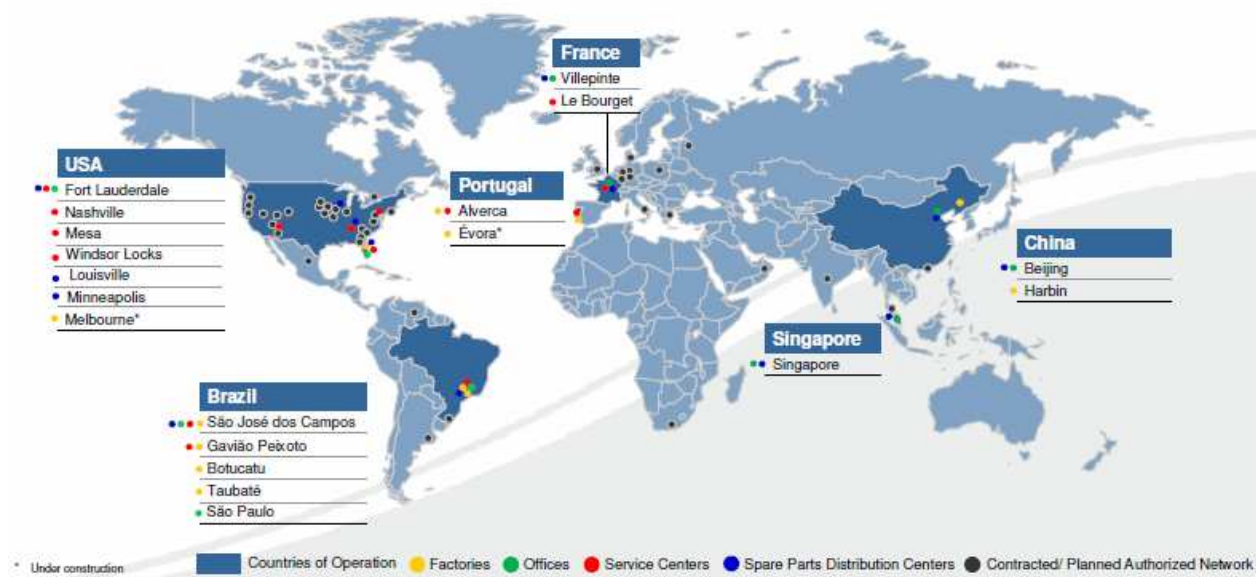 France
Villepinte
Le Bourget
USA
Fort Lauderdale
Nashville
Mesa
Windsor Locks
Louisville
Minneapolis
Melbourne*
Portugal
Alverca
Évora*
China
Beijing
Harbin
Singapore
Singapore
Brazil
São José dos Campos
Gavião Peixoto
Botucatu
Taubaté
São Paulo
* Under construction
Countries of Operation Factories Offices Service Centers Spare Parts Distribution Centers Contracted/ Planned Authorized Network